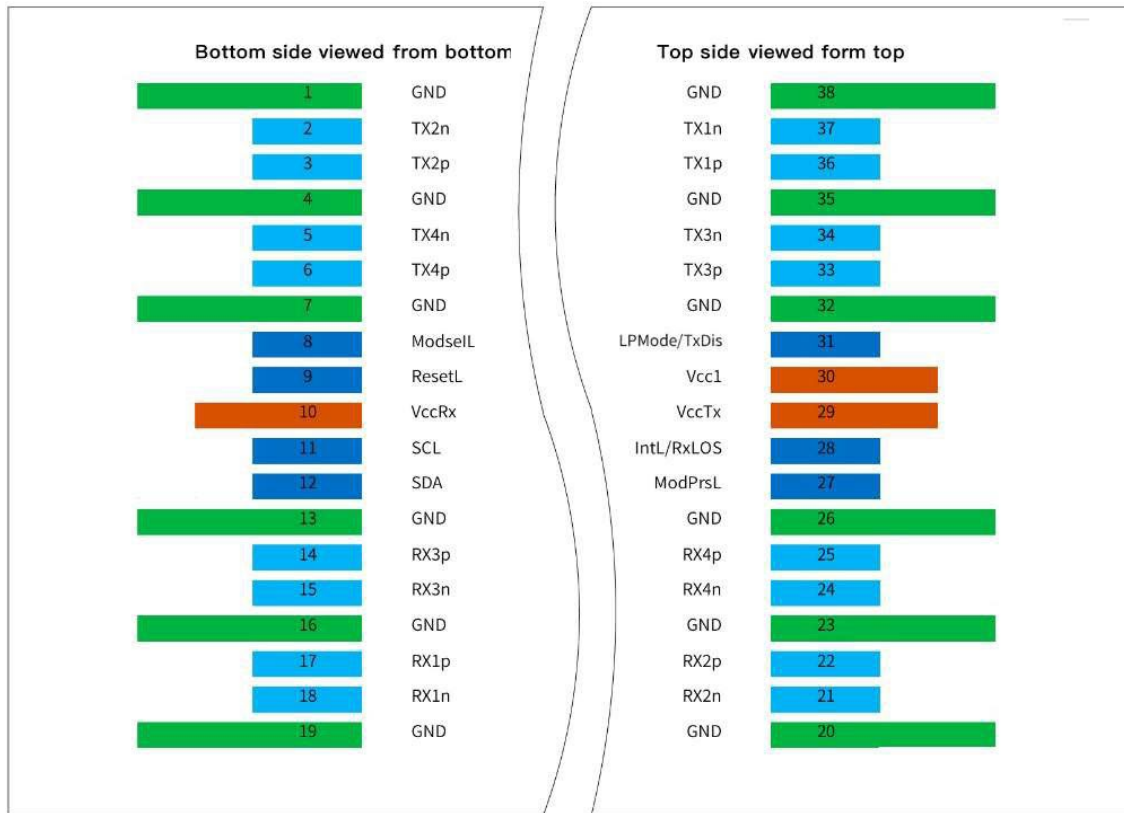 Bottom side viewed from bottom
1 GND
2 TX2n
3 TX2p
4 GND
5 TX4n
6 TX4p
7 GND
8 ModselL
9 ResetL
10 VccRx
11 SCL
12 SDA
13 GND
14 RX3p
15 RX3n
16 GND
17 RX1p
18 RX1n
19 GND
Top side viewed form top
GND 38
TX1n 37
TX1p 36
GND 35
TX3n 34
TX3p 33
GND 32
LPMode/TxDis 31
Vcc1 30
VccTx 29
IntL/RxLOS 28
ModPrsL 27
GND 26
RX4p 25
RX4n 24
GND 23
RX2p 22
RX2n 21
GND 20